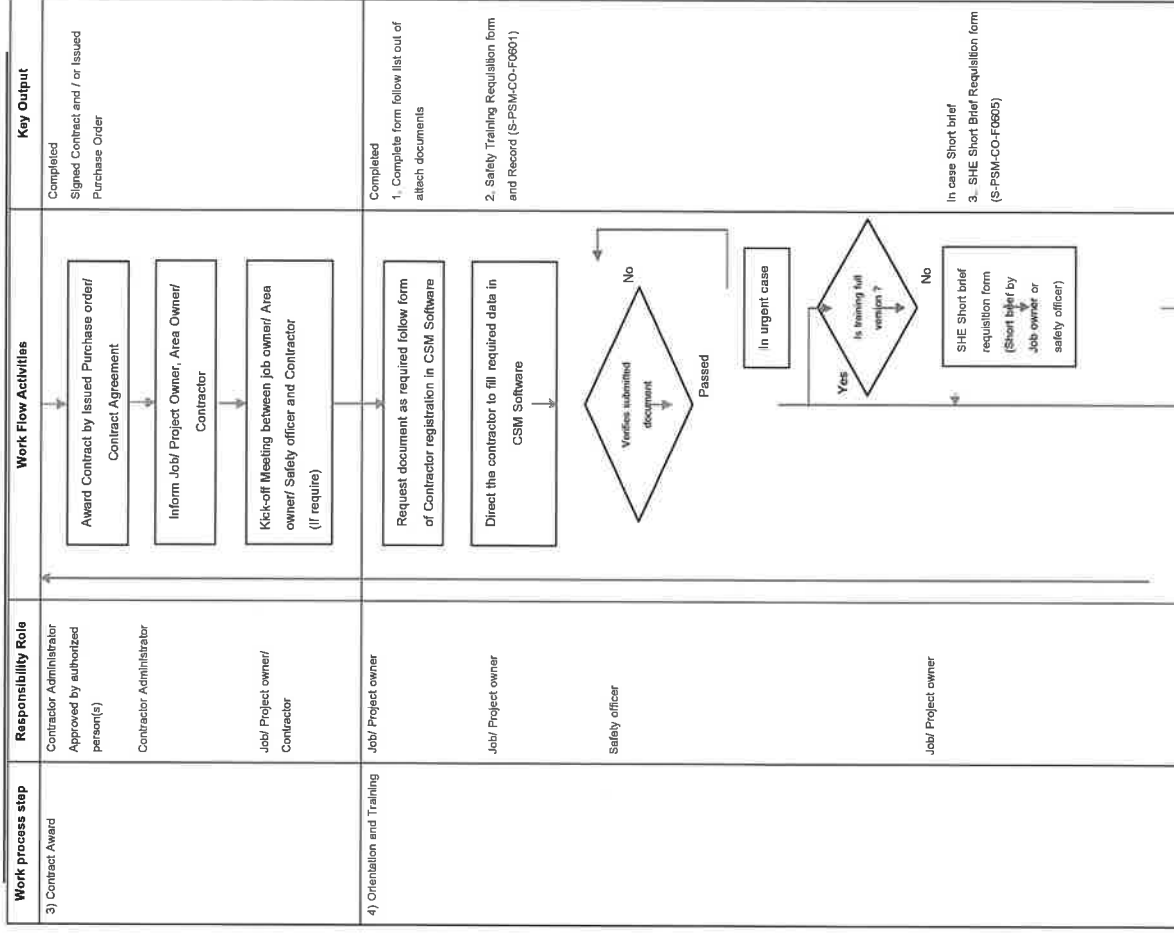 Work process step
Responsibility Role
Work Flow Activities
Key Output
3) Contract Award
Contractor Administrator
Approved by authorized
person(s)
Contractor Administrator
Job/ Project owner/
Contractor
Award Contract by Issued Purchase order/
Contract Agreement
Inform Job/ Project Owner, Area Owner/
Contractor
Kick-off Meeting between job owner/ Area
owner/ Safety officer and Contractor
(If require)
Completed
Signed Contract and / or Issued
Purchase Order
4) Orientation and Training
Job/ Project owner
Job/ Project owner
Safety officer
Job/ Project owner
Request document as required follow form
of Contractor registration in CSM Software
Direct the contractor to fill required data in
CSM Software
Verifies submitted
document
No
Passed
In urgent case
Is training full
version ?
Yes
No
SHE Short brief
requisition form
(Short brief by
Job owner or
safety officer)
Completed
1. Complete form follow list out of
attach documents
2. Safety Training Requisition form
and Record (S-PSM-CO-F0601)
In case Short brief
3. SHE Short Brief Requisition form
(S-PSM-CO-F0605)